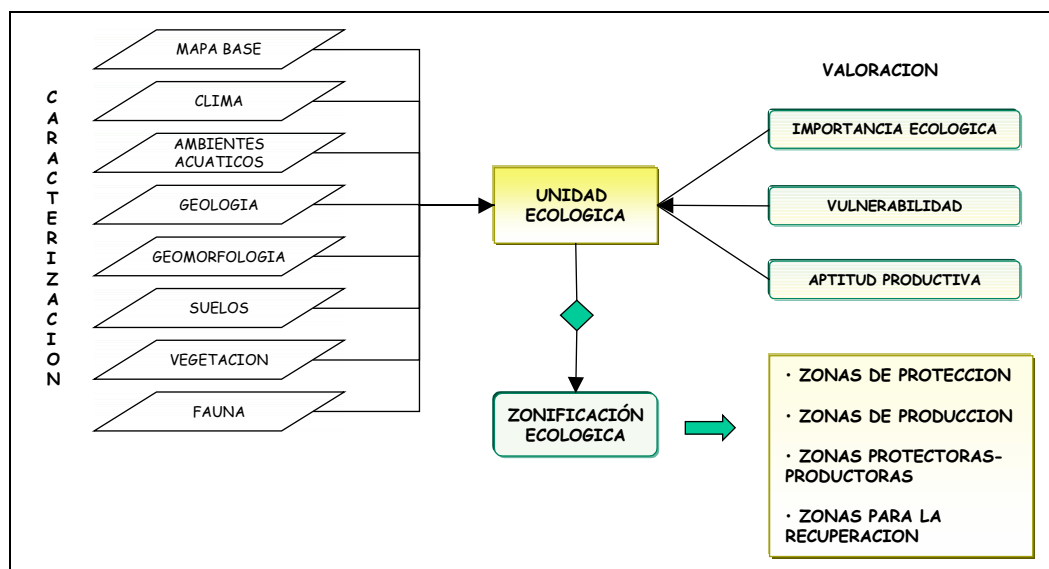 CARACTERIZACION
MAPA BASE
CLIMA
AMBIENTES
ACUATICOS
GEOLOGIA
GEOMORFOLOGIA
SUELOS
VEGETACION
FAUNA
UNIDAD
ECOLOGICA
ZONIFICACIÓN
ECOLOGICA
VALORACION
IMPORTANCIA ECOLOGICA
VULNERABILIDAD
APTITUD PRODUCTIVA
· ZONAS DE PROTECCION
· ZONAS DE PRODUCCION
· ZONAS PROTECTORAS-
PRODUCTORAS
· ZONAS PARA LA
RECUPERACION